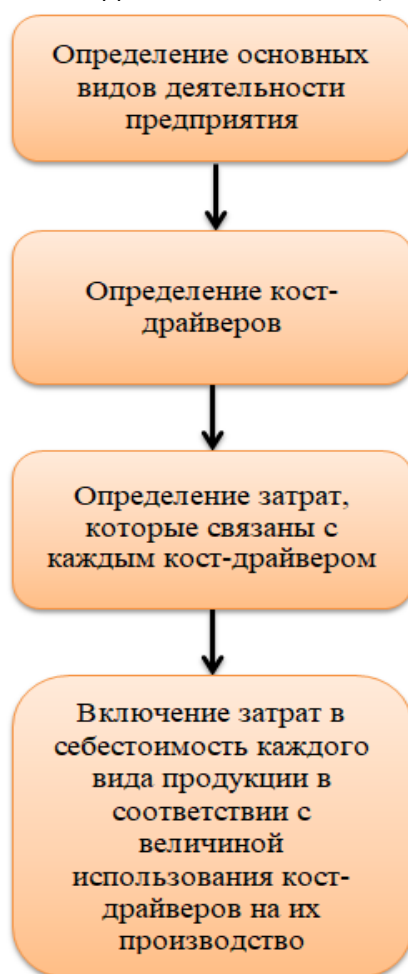 Определение основных
видов деятельности
предприятия
Определение кост-
драйверов
Определение затрат,
которые связаны с
каждым кост-драйвером
Включение затрат в
себестоимость каждого
вида продукции в
соответствии с
величиной
использования кост-
драйверов на их
производство